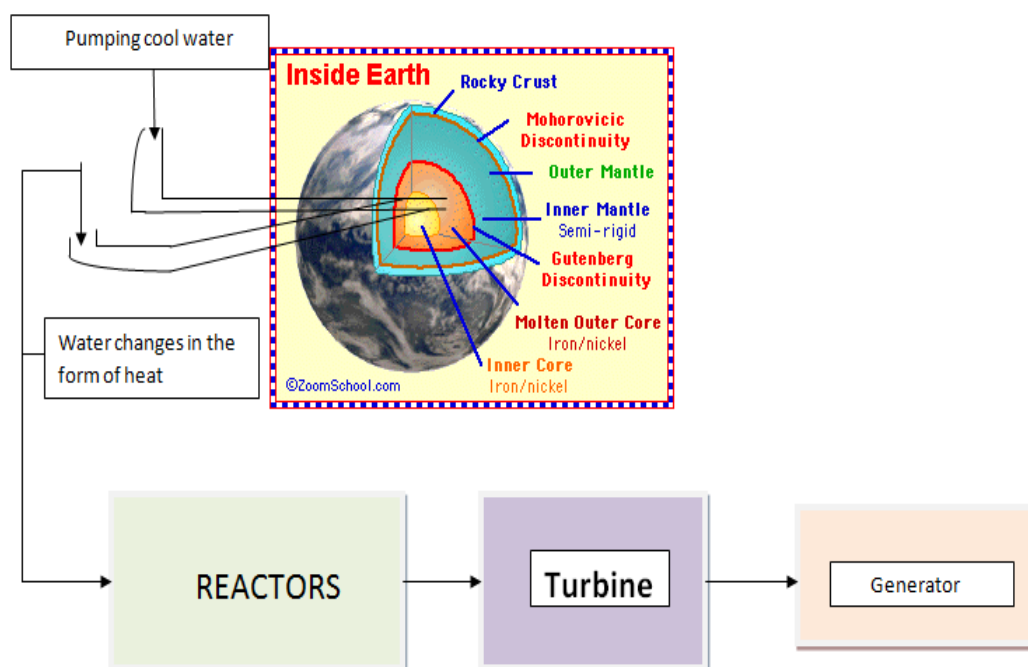 Pumping cool water
Inside Earth
Rocky Crust
Mohorovicic
Discontinuity
Outer Mantle
Inner Mantle
Semi-rigid
Gutenberg
Discontinuity
Molten Outer Core
Iron/nickel
Inner Core
Iron/nickel
©ZoomSchool.com
Water changes in the
form of heat
REACTORS
Turbine
Generator